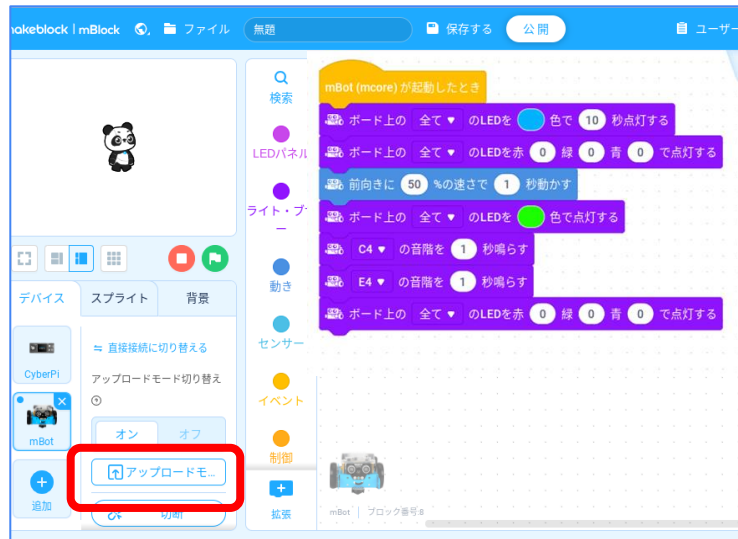 makeblock | mBlock ファイル 無題 保存する 公開 ユーザー
検索
LEDパネル
ライト・ブ
ー
動き
センサー
イベント
制御
拡張
mBot (mcore) が起動したとき
ボード上の 全て ▼ のLEDを 色で 10 秒点灯する
ボード上の 全て ▼ のLEDを赤 0 緑 0 青 0 で点灯する
前向きに 50 %の速さで 1 秒動かす
ボード上の 全て ▼ のLEDを 色で点灯する
C4 ▼ の音階を 1 秒鳴らす
E4 ▼ の音階を 1 秒鳴らす
ボード上の 全て ▼ のLEDを赤 0 緑 0 青 0 で点灯する
デバイス スプライト 背景
CyberPi
mBot
追加
直接接続に切り替える
アップロードモード切り替え
オン オフ
アップロードモ...
切断
mBot | ブロック番号:8